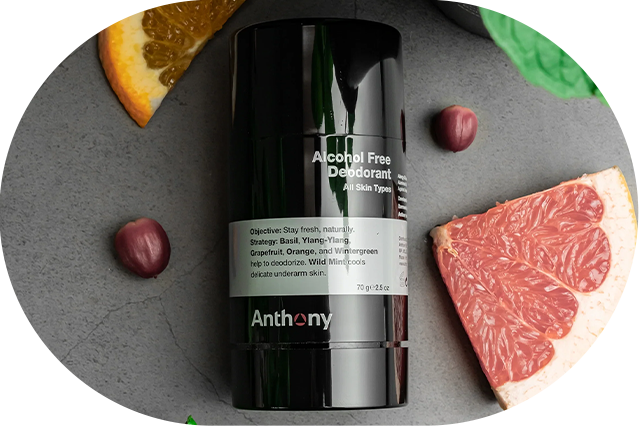 Alcohol Free
Deodorant
All Skin Types
Objective: Stay fresh, naturally.
Strategy: Basil, Ylang-Ylang,
Grapefruit, Orange, and Wintergreen
help to deodorize. Wild Mint cools
delicate underarm skin.
70 g℮2.5 oz
Anthony